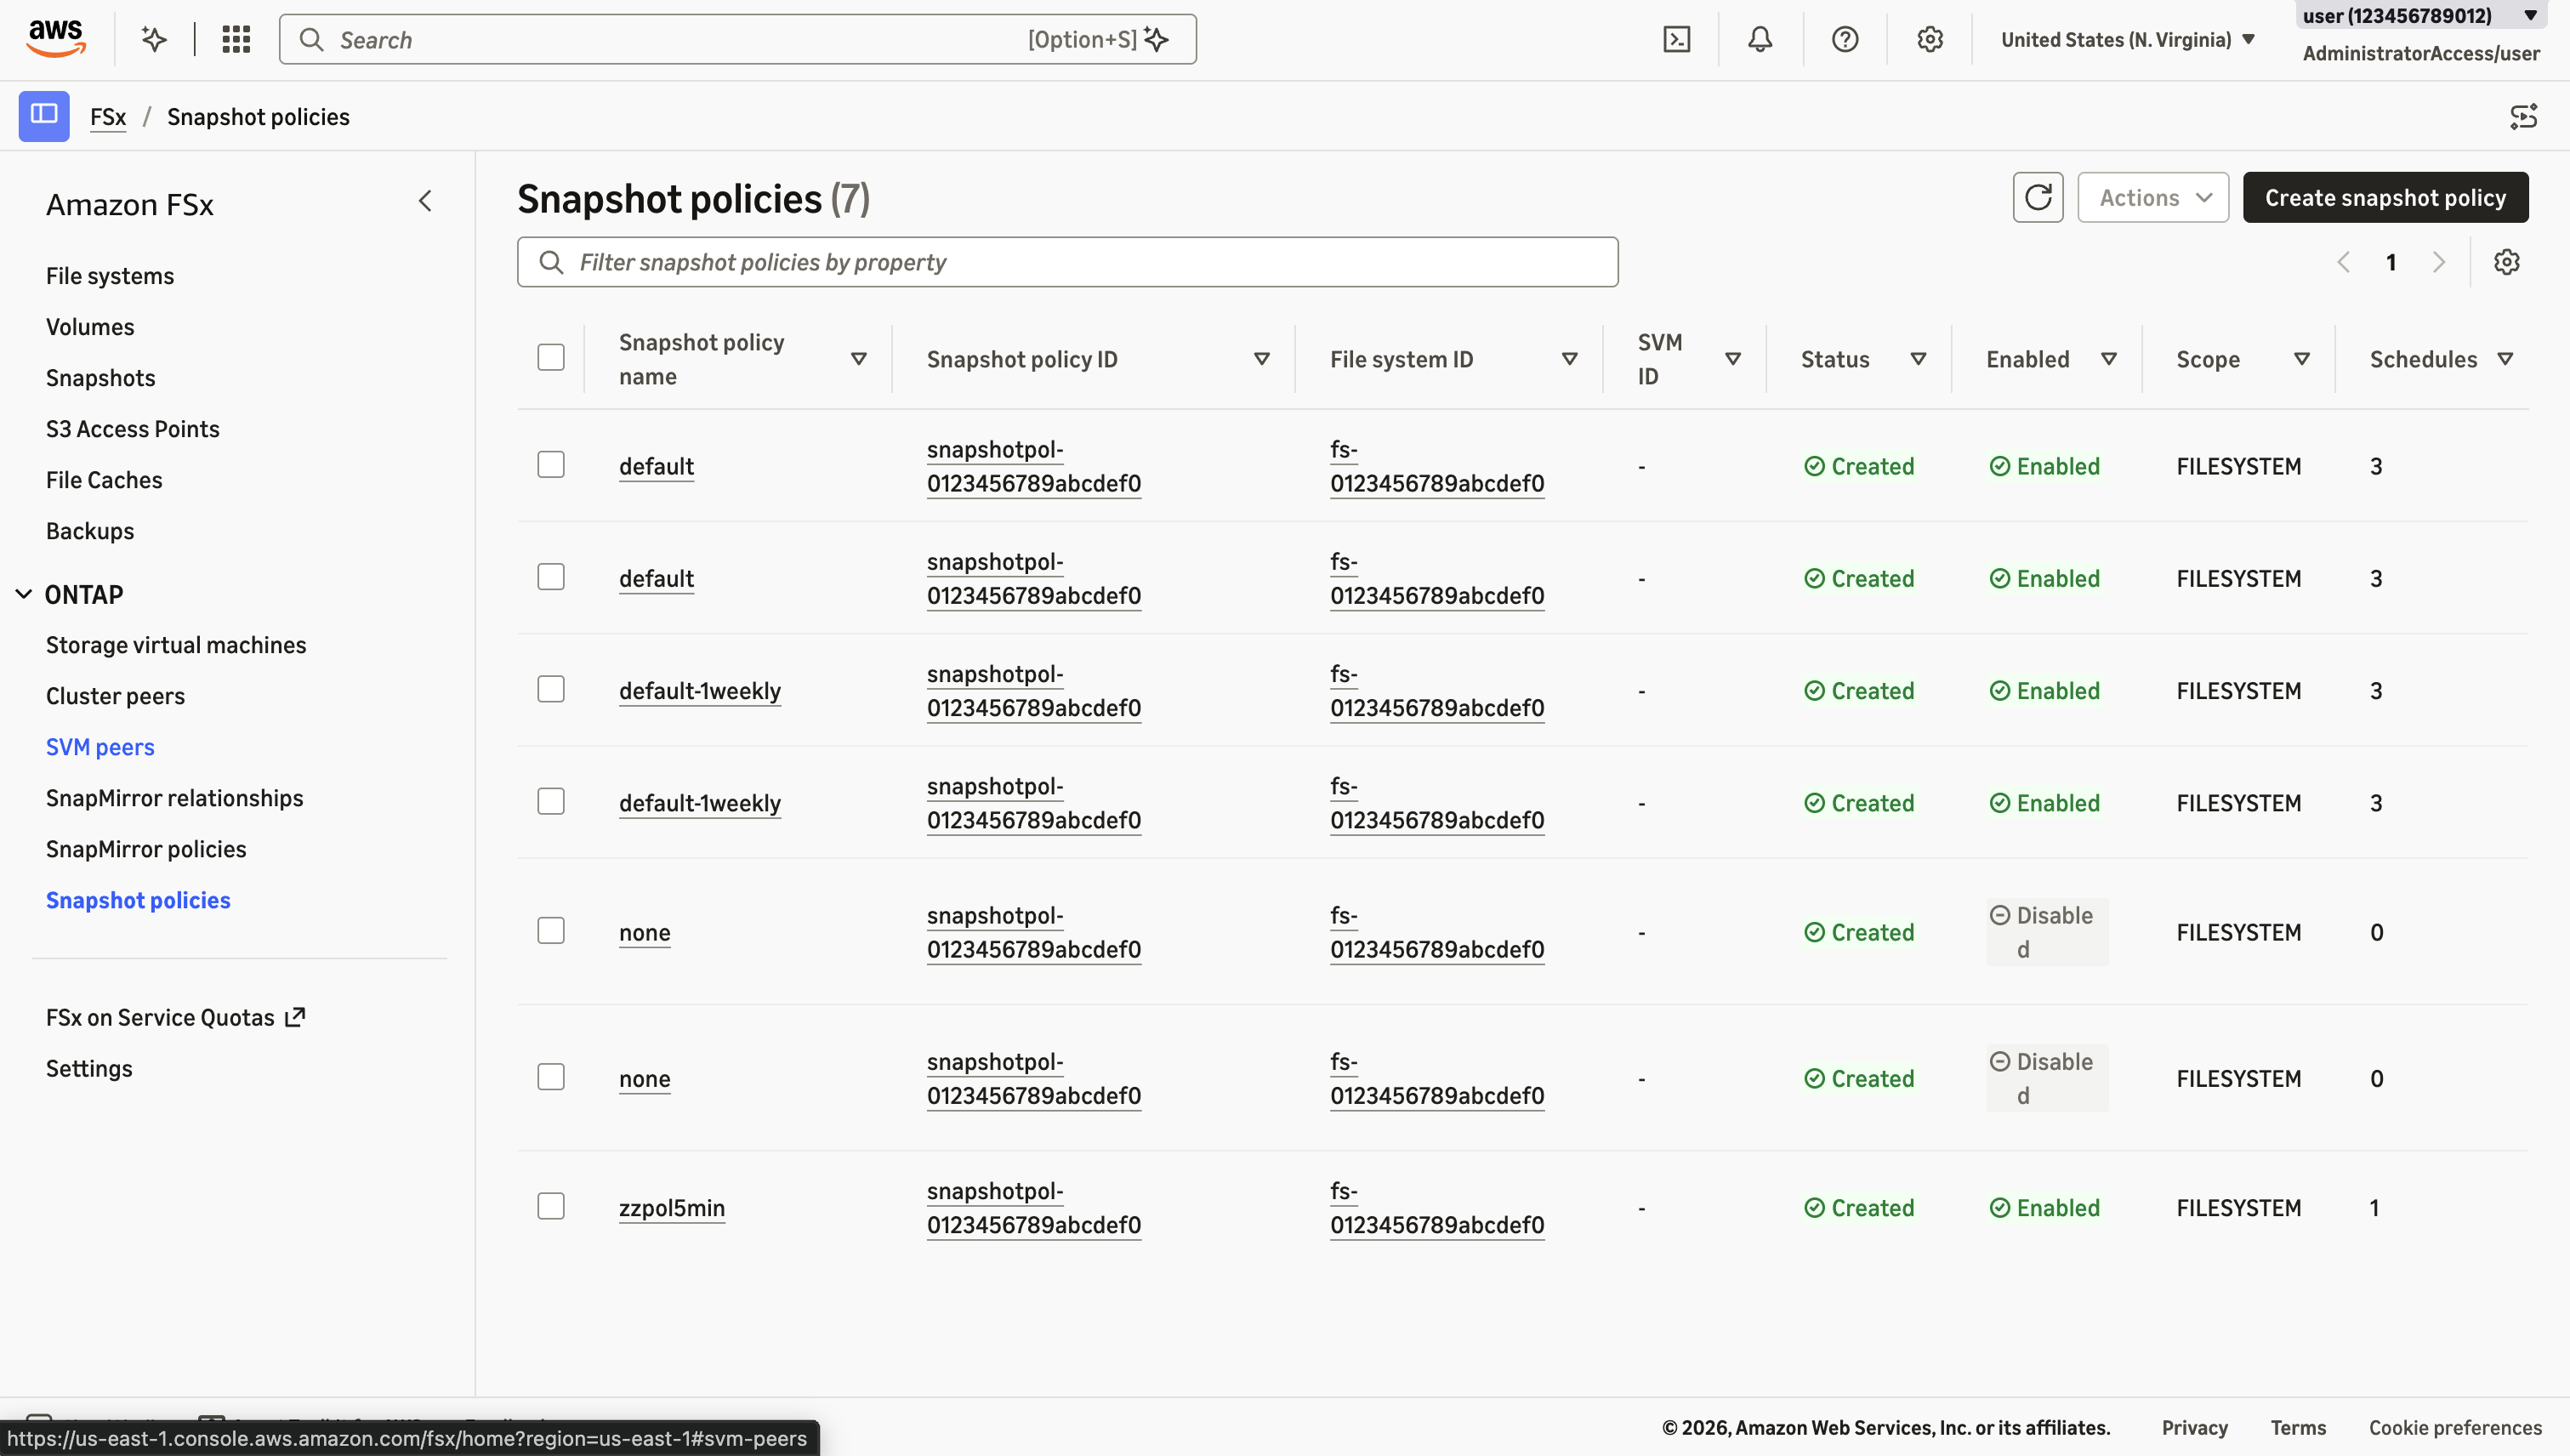 aws
Search
[Option+S]
United States (N. Virginia)
user (123456789012)
AdministratorAccess/user
FSx / Snapshot policies
Amazon FSx
File systems
Volumes
Snapshots
S3 Access Points
File Caches
Backups
ONTAP
Storage virtual machines
Cluster peers
SVM peers
SnapMirror relationships
SnapMirror policies
Snapshot policies
FSx on Service Quotas
Settings
Snapshot policies (7)
Actions
Create snapshot policy
Filter snapshot policies by property
1
Snapshot policy
name
Snapshot policy ID
File system ID
SVM
ID
Status
Enabled
Scope
Schedules
default
snapshotpol-
0123456789abcdef0
fs-
0123456789abcdef0
-
Created
Enabled
FILESYSTEM
3
default
snapshotpol-
0123456789abcdef0
fs-
0123456789abcdef0
-
Created
Enabled
FILESYSTEM
3
default-1weekly
snapshotpol-
0123456789abcdef0
fs-
0123456789abcdef0
-
Created
Enabled
FILESYSTEM
3
default-1weekly
snapshotpol-
0123456789abcdef0
fs-
0123456789abcdef0
-
Created
Enabled
FILESYSTEM
3
none
snapshotpol-
0123456789abcdef0
fs-
0123456789abcdef0
-
Created
Disable
d
FILESYSTEM
0
none
snapshotpol-
0123456789abcdef0
fs-
0123456789abcdef0
-
Created
Disable
d
FILESYSTEM
0
zzpol5min
snapshotpol-
0123456789abcdef0
fs-
0123456789abcdef0
-
Created
Enabled
FILESYSTEM
1
https://us-east-1.console.aws.amazon.com/fsx/home?region=us-east-1#svm-peers
© 2026, Amazon Web Services, Inc. or its affiliates.
Privacy
Terms
Cookie preferences